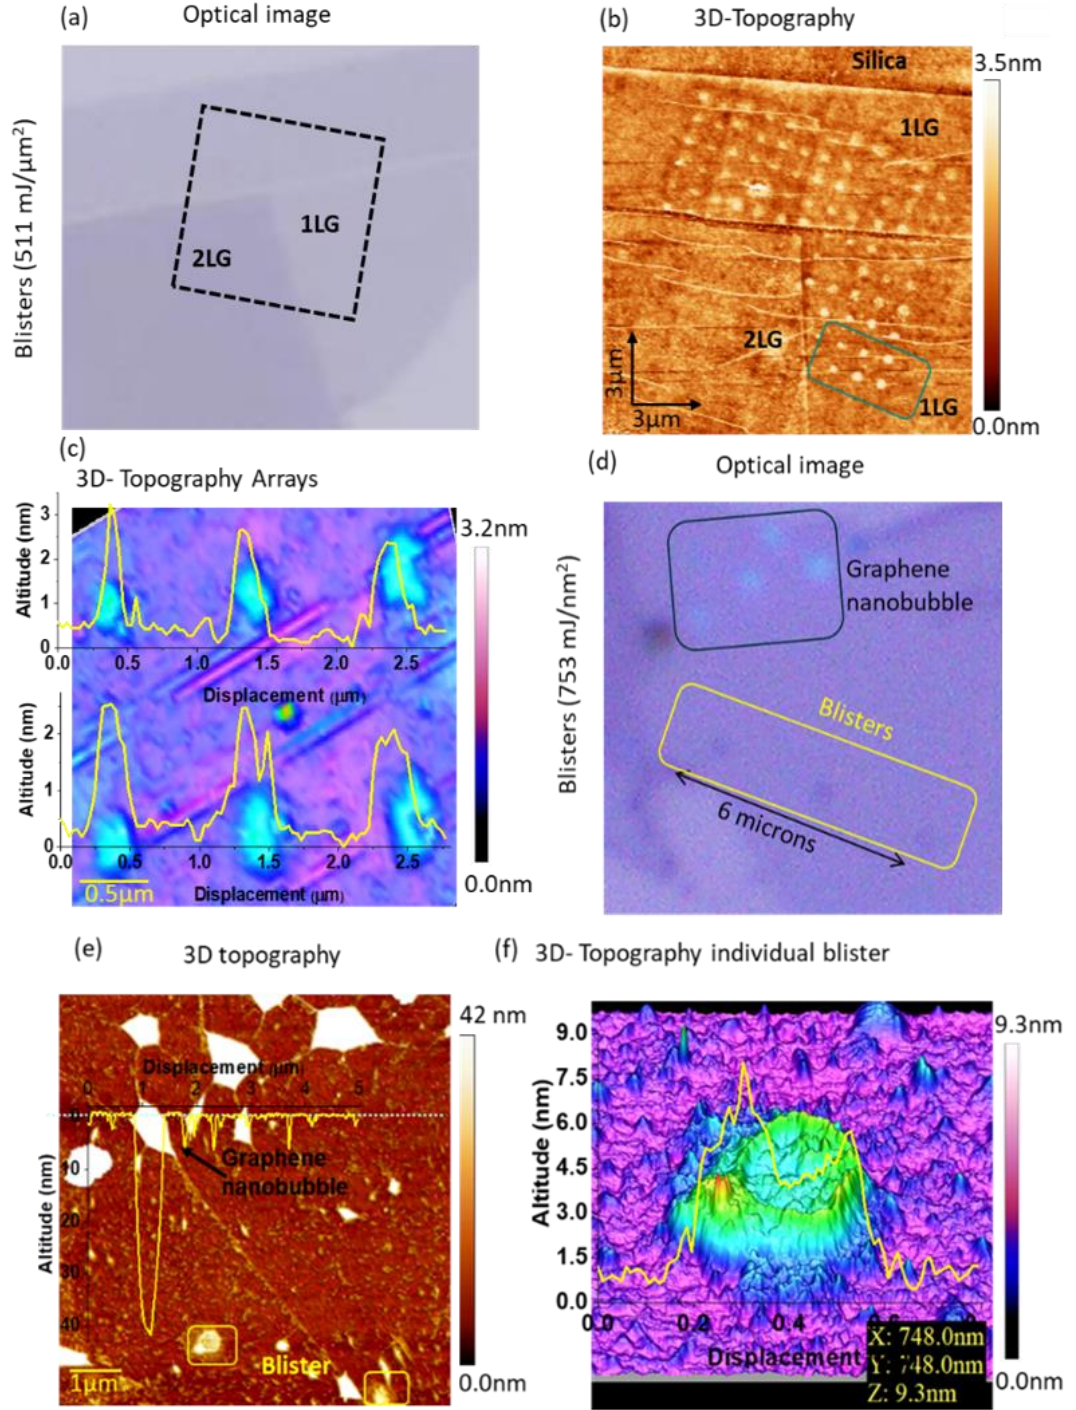 (a)
Optical image
Blisters (511 mJ/µm²)
2LG
1LG
(b)
3D-Topography
Silica
1LG
2LG
1LG
3µm
3µm
3.5nm
0.0nm
(c)
3D- Topography Arrays
Altitude (nm)
3
2
1
0
0.0 0.5 1.0 1.5 2.0 2.5
Displacement (µm)
Altitude (nm)
2
1
0
0.0 0.5 1.0 1.5 2.0 2.5
Displacement (µm)
0.5µm
3.2nm
0.0nm
(d)
Optical image
Blisters (753 mJ/nm²)
Graphene
nanobubble
Blisters
6 microns
(e)
3D topography
Displacement (µm)
0 1 2 3 4 5
Altitude (nm)
0
10
20
30
40
Graphene
nanobubble
Blister
1µm
42 nm
0.0nm
(f)
3D- Topography individual blister
Altitude (nm)
9.0
7.5
6.0
4.5
3.0
1.5
0.0
0.0 0.2 0.4
Displacement
X: 748.0nm
Y: 748.0nm
Z: 9.3nm
9.3nm
0.0nm